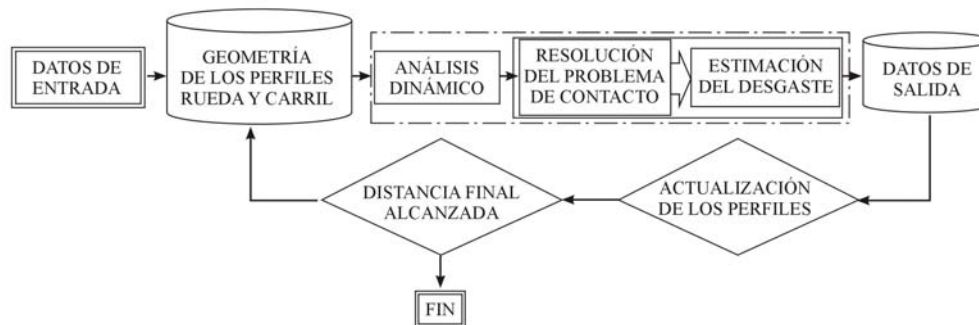 DATOS DE
ENTRADA
GEOMETRÍA
DE LOS PERFILES
RUEDA Y CARRIL
ANÁLISIS
DINÁMICO
RESOLUCIÓN
DEL PROBLEMA
DE CONTACTO
ESTIMACIÓN
DEL DESGASTE
DATOS DE
SALIDA
ACTUALIZACIÓN
DE LOS PERFILES
DISTANCIA FINAL
ALCANZADA
FIN